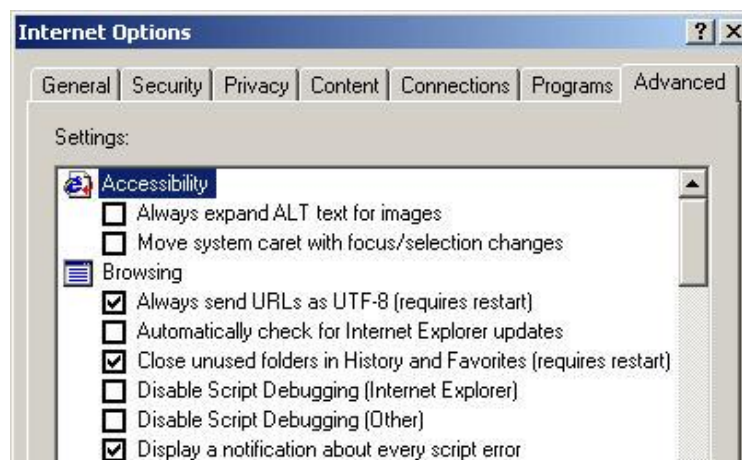 Internet Options
General Security Privacy Content Connections Programs Advanced
Settings:
Accessibility
Always expand ALT text for images
Move system caret with focus/selection changes
Browsing
Always send URLs as UTF-8 (requires restart)
Automatically check for Internet Explorer updates
Close unused folders in History and Favorites (requires restart)
Disable Script Debugging (Internet Explorer)
Disable Script Debugging (Other)
Display a notification about every script error